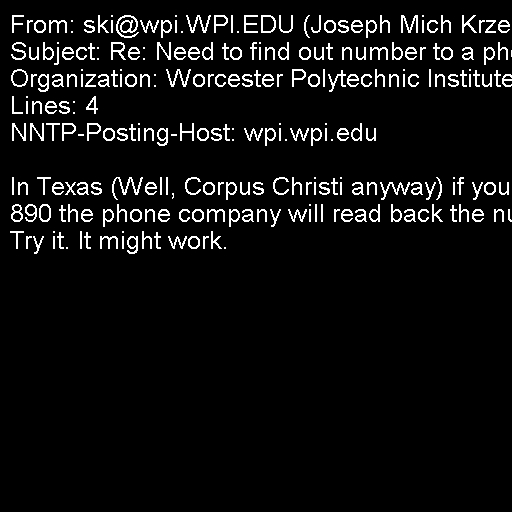 From: ski@wpi.WPI.EDU (Joseph Mich Krze
Subject: Re: Need to find out number to a pho
Organization: Worcester Polytechnic Institute
Lines: 4
NNTP-Posting-Host: wpi.wpi.edu

In Texas (Well, Corpus Christi anyway) if you
890 the phone company will read back the nu
Try it. It might work.